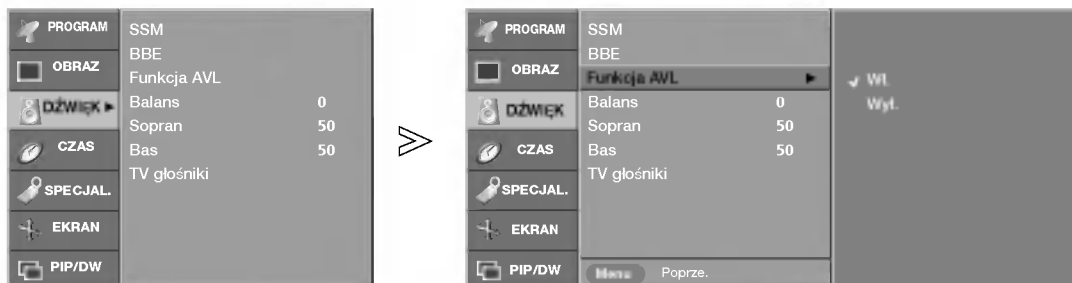 PROGRAM
OBRAZ
DŹWIĘK
CZAS
SPECJAL.
EKRAN
PIP/DW
SSM
BBE
Funkcja AVL
Balans 0
Sopran 50
Bas 50
TV głośniki
PROGRAM
OBRAZ
DŹWIĘK
CZAS
SPECJAL.
EKRAN
PIP/DW
SSM
BBE
Funkcja AVL
Balans 0
Sopran 50
Bas 50
TV głośniki
Menu Poprze.
Wł.
Wył.